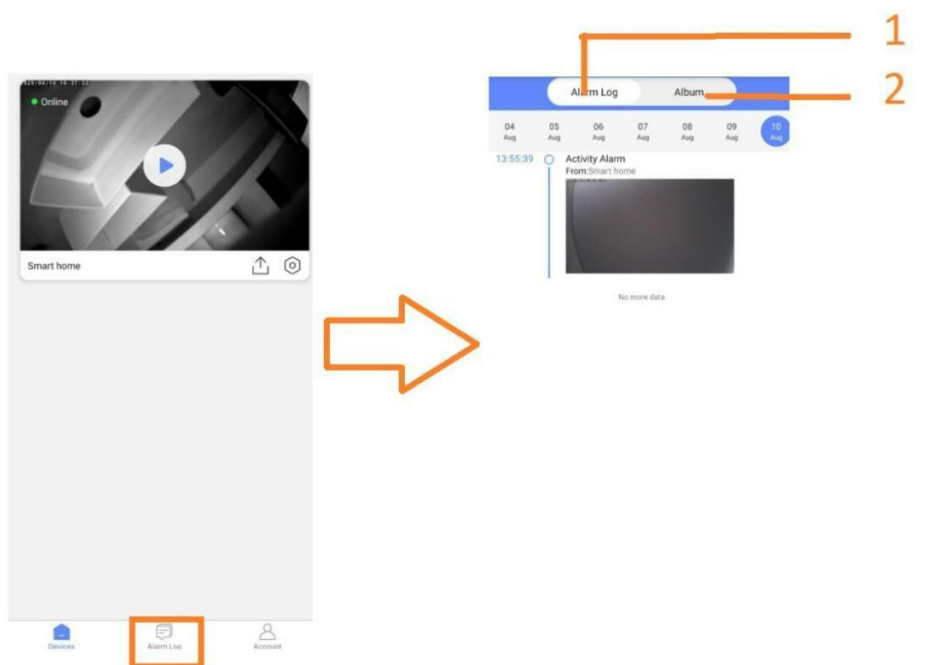 1
2
Online
Smart home
Devices
Alarm Log
Account
Alarm Log
Album
04 Aug
05 Aug
06 Aug
07 Aug
08 Aug
09 Aug
10 Aug
13:55:39
Activity Alarm
From:Smart home
No more data